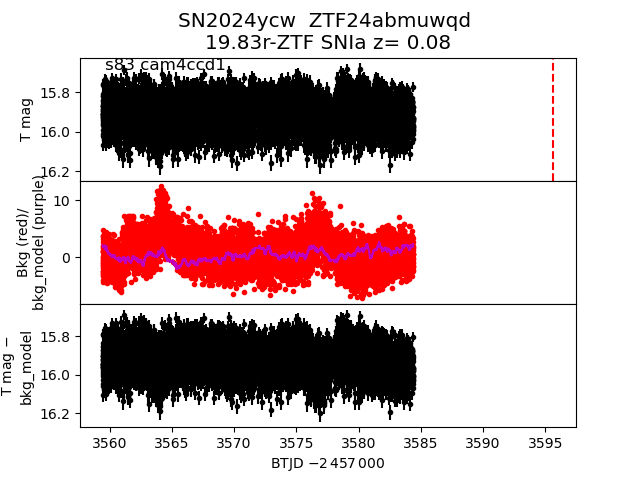 SN2024ycw  ZTF24abmuwqd
19.83r-ZTF SNIa z= 0.08
s83 cam4ccd1
T mag
15.8
16.0
16.2
Bkg (red)/
bkg_model (purple)
10
0
T mag −
bkg_model
15.8
16.0
16.2
3560 3565 3570 3575 3580 3585 3590 3595
BTJD −2 457 000